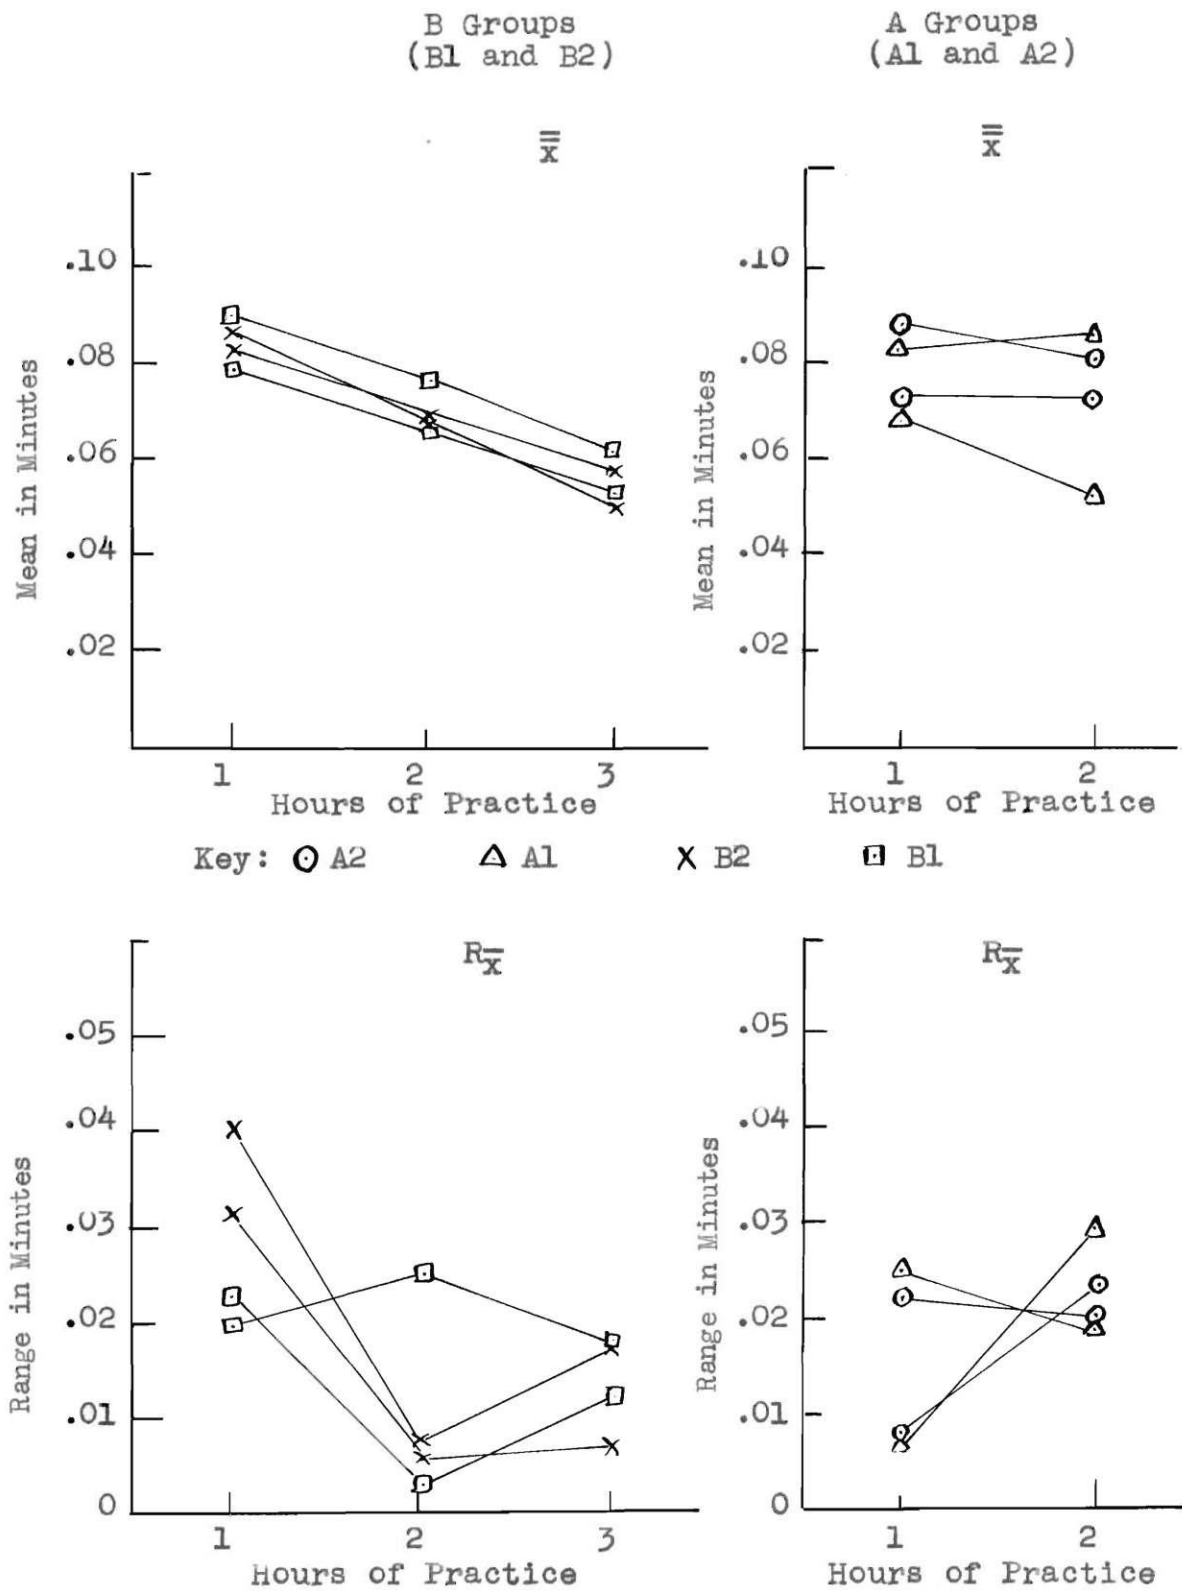 B Groups
(B1 and B2)
A Groups
(A1 and A2)
x̿
Mean in Minutes
.10
.08
.06
.04
.02
1 2 3
Hours of Practice
x̿
Mean in Minutes
.10
.08
.06
.04
.02
1 2
Hours of Practice
Key: A2 A1 X B2 B1
Rx̅
Range in Minutes
.05
.04
.03
.02
.01
0
1 2 3
Hours of Practice
Rx̅
Range in Minutes
.05
.04
.03
.02
.01
0
1 2
Hours of Practice